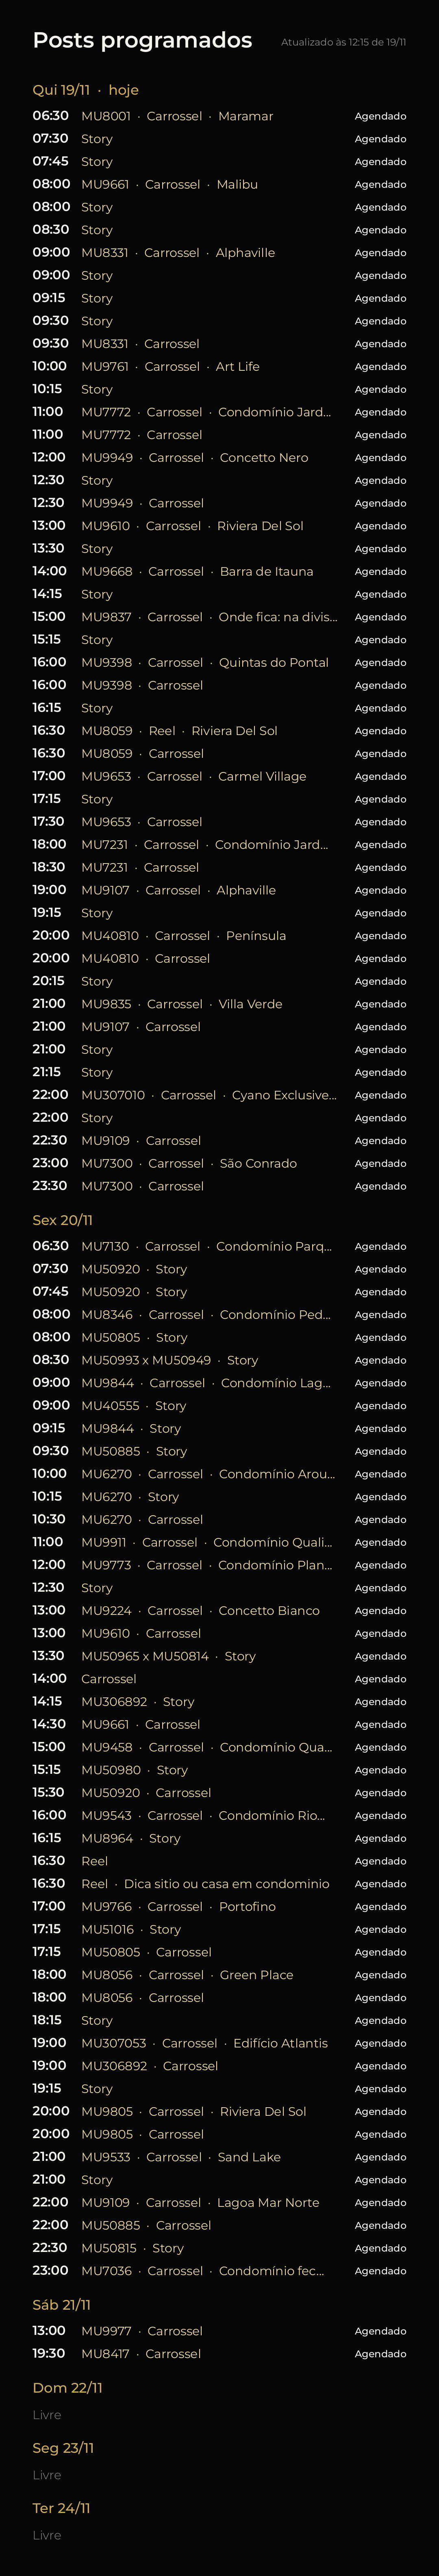 Posts programados Atualizado às 12:15 de 19/11
Qui 19/11 · hoje
06:30 MU8001 · Carrossel · Maramar Agendado
07:30 Story Agendado
07:45 Story Agendado
08:00 MU9661 · Carrossel · Malibu Agendado
08:00 Story Agendado
08:30 Story Agendado
09:00 MU8331 · Carrossel · Alphaville Agendado
09:00 Story Agendado
09:15 Story Agendado
09:30 Story Agendado
09:30 MU8331 · Carrossel Agendado
10:00 MU9761 · Carrossel · Art Life Agendado
10:15 Story Agendado
11:00 MU7772 · Carrossel · Condomínio Jard... Agendado
11:00 MU7772 · Carrossel Agendado
12:00 MU9949 · Carrossel · Concetto Nero Agendado
12:30 Story Agendado
12:30 MU9949 · Carrossel Agendado
13:00 MU9610 · Carrossel · Riviera Del Sol Agendado
13:30 Story Agendado
14:00 MU9668 · Carrossel · Barra de Itauna Agendado
14:15 Story Agendado
15:00 MU9837 · Carrossel · Onde fica: na divis... Agendado
15:15 Story Agendado
16:00 MU9398 · Carrossel · Quintas do Pontal Agendado
16:00 MU9398 · Carrossel Agendado
16:15 Story Agendado
16:30 MU8059 · Reel · Riviera Del Sol Agendado
16:30 MU8059 · Carrossel Agendado
17:00 MU9653 · Carrossel · Carmel Village Agendado
17:15 Story Agendado
17:30 MU9653 · Carrossel Agendado
18:00 MU7231 · Carrossel · Condomínio Jard... Agendado
18:30 MU7231 · Carrossel Agendado
19:00 MU9107 · Carrossel · Alphaville Agendado
19:15 Story Agendado
20:00 MU40810 · Carrossel · Península Agendado
20:00 MU40810 · Carrossel Agendado
20:15 Story Agendado
21:00 MU9835 · Carrossel · Villa Verde Agendado
21:00 MU9107 · Carrossel Agendado
21:00 Story Agendado
21:15 Story Agendado
22:00 MU307010 · Carrossel · Cyano Exclusive... Agendado
22:00 Story Agendado
22:30 MU9109 · Carrossel Agendado
23:00 MU7300 · Carrossel · São Conrado Agendado
23:30 MU7300 · Carrossel Agendado
Sex 20/11
06:30 MU7130 · Carrossel · Condomínio Parq... Agendado
07:30 MU50920 · Story Agendado
07:45 MU50920 · Story Agendado
08:00 MU8346 · Carrossel · Condomínio Ped... Agendado
08:00 MU50805 · Story Agendado
08:30 MU50993 x MU50949 · Story Agendado
09:00 MU9844 · Carrossel · Condomínio Lag... Agendado
09:00 MU40555 · Story Agendado
09:15 MU9844 · Story Agendado
09:30 MU50885 · Story Agendado
10:00 MU6270 · Carrossel · Condomínio Arou... Agendado
10:15 MU6270 · Story Agendado
10:30 MU6270 · Carrossel Agendado
11:00 MU9911 · Carrossel · Condomínio Quali... Agendado
12:00 MU9773 · Carrossel · Condomínio Plan... Agendado
12:30 Story Agendado
13:00 MU9224 · Carrossel · Concetto Bianco Agendado
13:00 MU9610 · Carrossel Agendado
13:30 MU50965 x MU50814 · Story Agendado
14:00 Carrossel Agendado
14:15 MU306892 · Story Agendado
14:30 MU9661 · Carrossel Agendado
15:00 MU9458 · Carrossel · Condomínio Qua... Agendado
15:15 MU50980 · Story Agendado
15:30 MU50920 · Carrossel Agendado
16:00 MU9543 · Carrossel · Condomínio Rio... Agendado
16:15 MU8964 · Story Agendado
16:30 Reel Agendado
16:30 Reel · Dica sitio ou casa em condominio Agendado
17:00 MU9766 · Carrossel · Portofino Agendado
17:15 MU51016 · Story Agendado
17:15 MU50805 · Carrossel Agendado
18:00 MU8056 · Carrossel · Green Place Agendado
18:00 MU8056 · Carrossel Agendado
18:15 Story Agendado
19:00 MU307053 · Carrossel · Edifício Atlantis Agendado
19:00 MU306892 · Carrossel Agendado
19:15 Story Agendado
20:00 MU9805 · Carrossel · Riviera Del Sol Agendado
20:00 MU9805 · Carrossel Agendado
21:00 MU9533 · Carrossel · Sand Lake Agendado
21:00 Story Agendado
22:00 MU9109 · Carrossel · Lagoa Mar Norte Agendado
22:00 MU50885 · Carrossel Agendado
22:30 MU50815 · Story Agendado
23:00 MU7036 · Carrossel · Condomínio fec... Agendado
Sáb 21/11
13:00 MU9977 · Carrossel Agendado
19:30 MU8417 · Carrossel Agendado
Dom 22/11
Livre
Seg 23/11
Livre
Ter 24/11
Livre